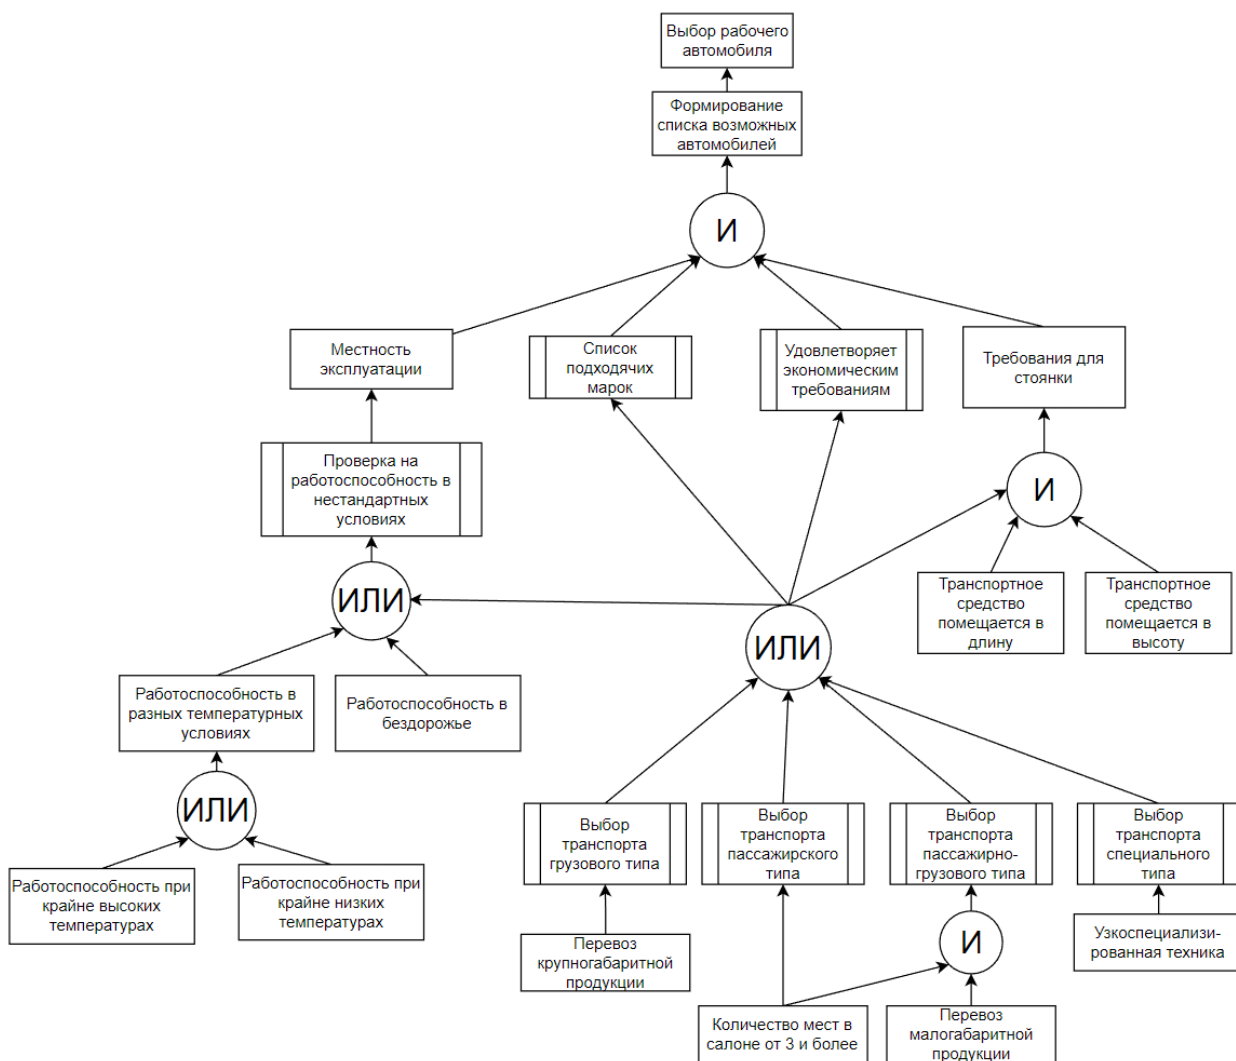 Выбор рабочего
автомобиля
Формирование
списка возможных
автомобилей
И
Местность
эксплуатации
Список
подходячих
марок
Удовлетворяет
экономическим
требованиям
Требования для
стоянки
Проверка на
работоспособность в
нестандартных
условиях
И
ИЛИ
Транспортное
средство
помещается в
длину
Транспортное
средство
помещается в
высоту
ИЛИ
Работоспособность в
разных температурных
условиях
Работоспособность в
бездорожье
ИЛИ
Выбор
транспорта
грузового типа
Выбор
транспорта
пассажирского
типа
Выбор
транспорта
пассажирно-
грузового типа
Выбор
транспорта
специального
типа
Работоспособность при
крайне высоких
температурах
Работоспособность при
крайне низких
температурах
Перевоз
крупногабаритной
продукции
И
Узкоспециализи-
рованная техника
Количество мест в
салоне от 3 и более
Перевоз
малогабаритной
продукции